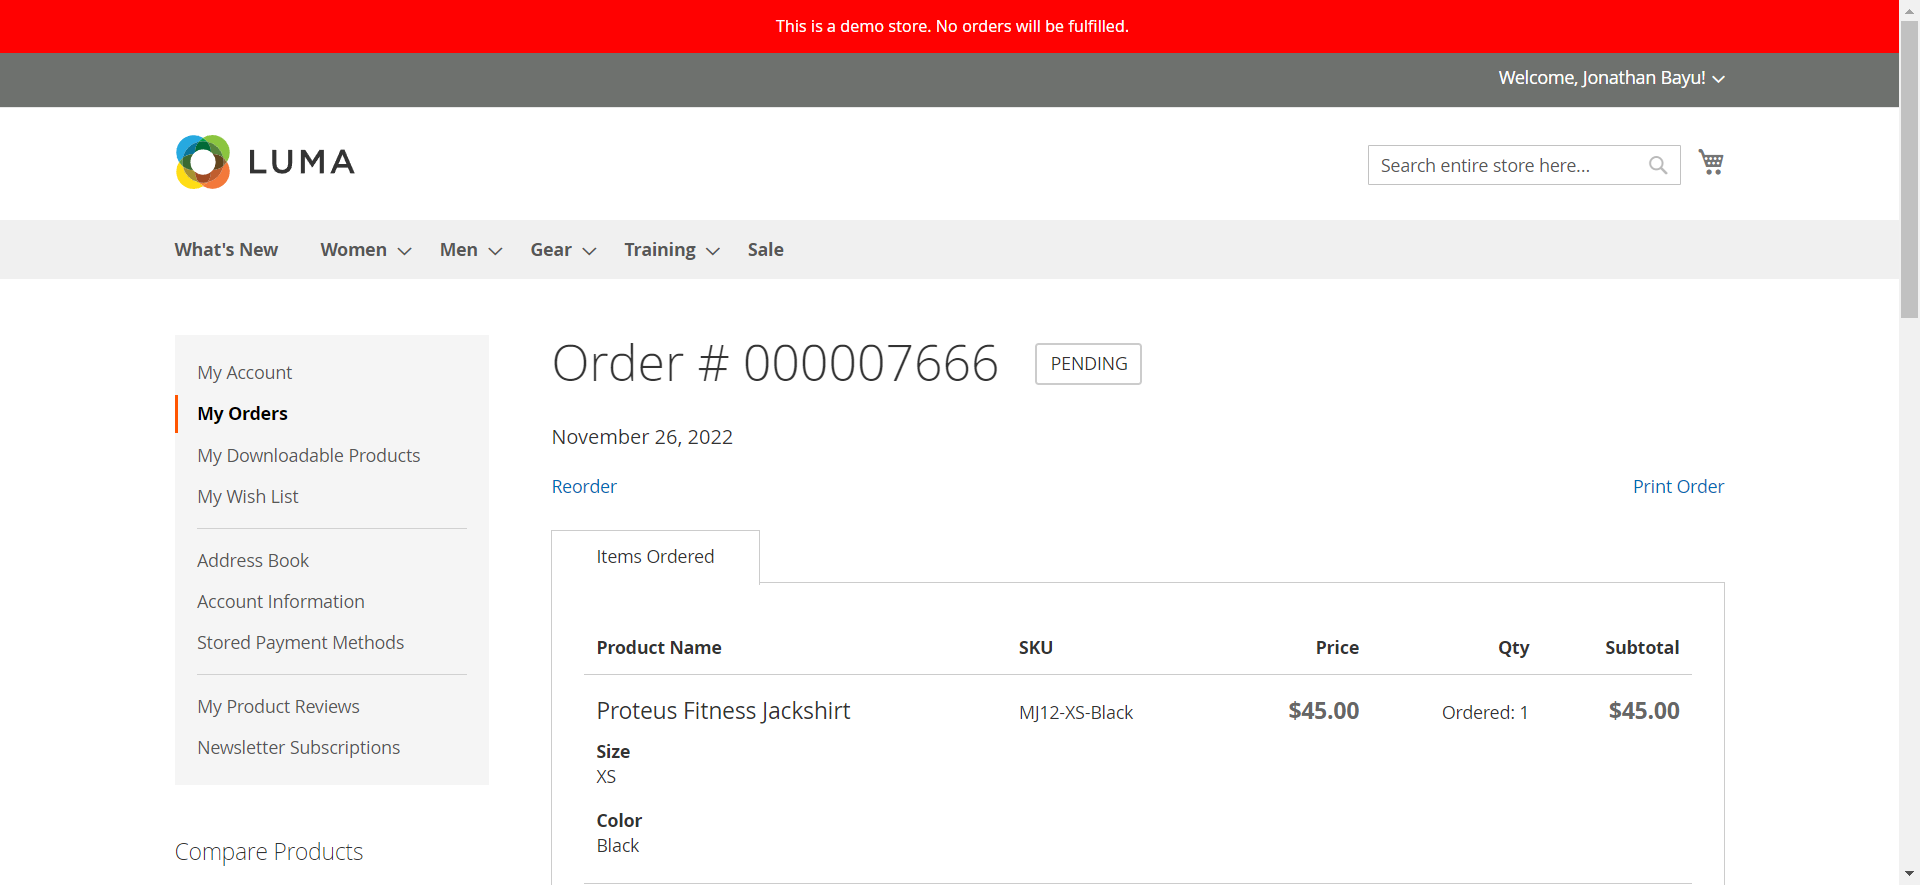 This is a demo store. No orders will be fulfilled.
Welcome, Jonathan Bayu!
LUMA
Search entire store here...
What's New Women Men Gear Training Sale
My Account
My Orders
My Downloadable Products
My Wish List
Address Book
Account Information
Stored Payment Methods
My Product Reviews
Newsletter Subscriptions
Compare Products
Order # 000007666 PENDING
November 26, 2022
Reorder Print Order
Items Ordered
Product Name SKU Price Qty Subtotal
Proteus Fitness Jackshirt MJ12-XS-Black $45.00 Ordered: 1 $45.00
Size
XS
Color
Black